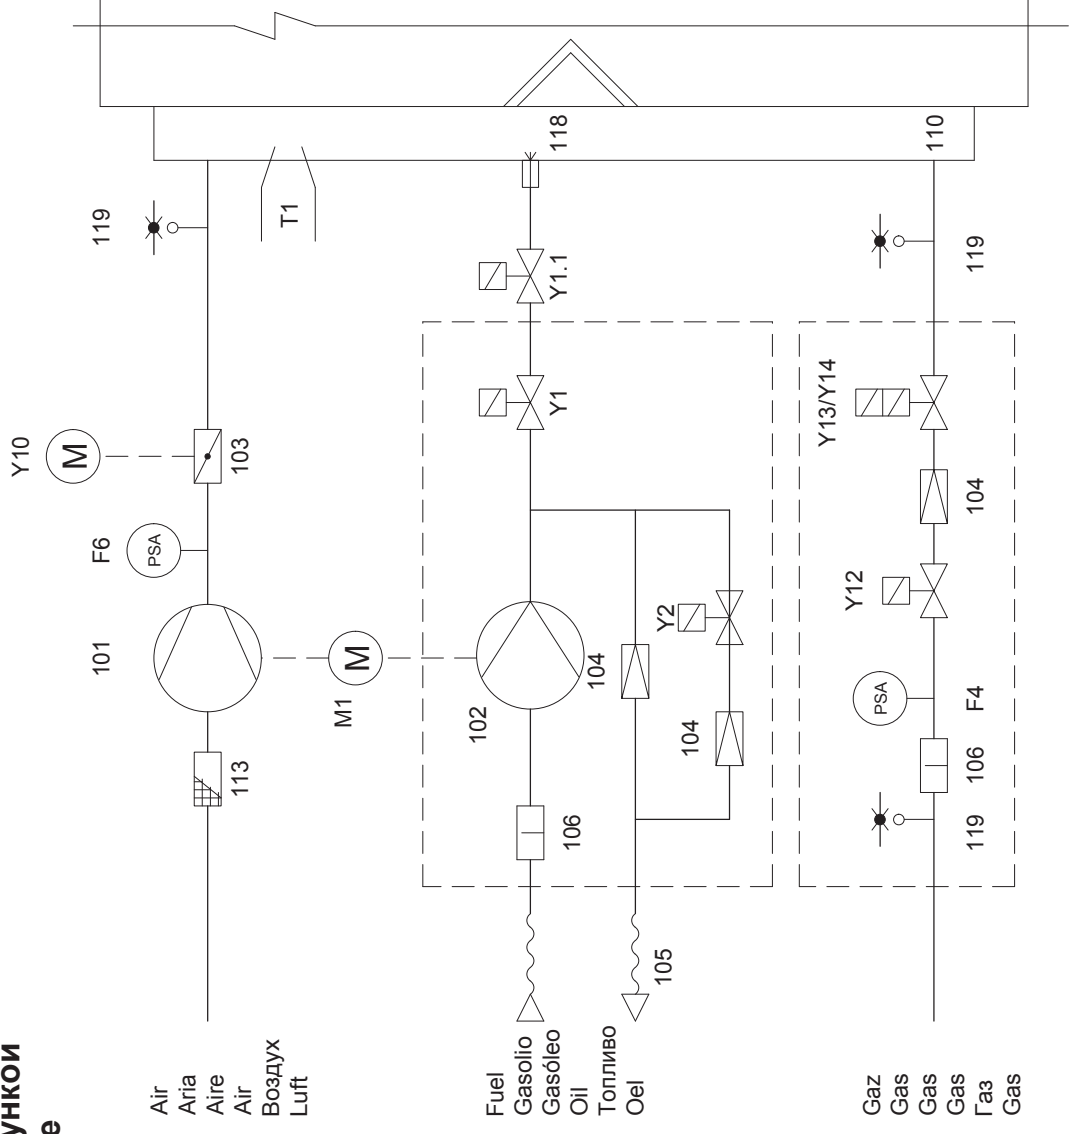 ункои
е
Air
Aria
Aire
Air
Воздух
Luft
113
101
F6
PSA
Y10
M
103
119
T1
M1
M
Fuel
Gasolio
Gasóleo
Oil
Топливо
Oel
105
106
102
104
104
Y2
Y1
Y1.1
118
Gaz
Gas
Gas
Gas
Газ
Gas
119
106
F4
PSA
Y12
104
Y13/Y14
119
110